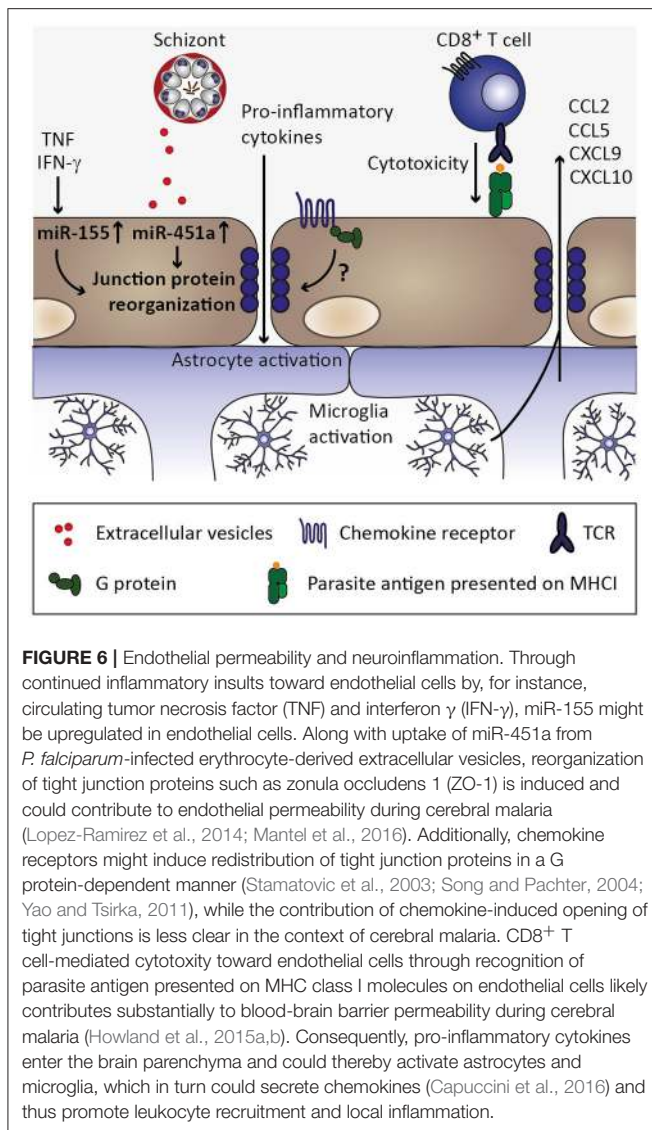 Schizont
CD8+ T cell
CCL2
CCL5
CXCL9
CXCL10
Pro-inflammatory
cytokines
TNF
IFN-γ
Cytotoxicity
TCR
miR-155↑ miR-451a↑
Junction protein
reorganization
?
Astrocyte activation
Microglia
activation
Extracellular vesicles
Chemokine receptor
TCR
G protein
Parasite antigen presented on MHCI
FIGURE 6 | Endothelial permeability and neuroinflammation. Through
continued inflammatory insults toward endothelial cells by, for instance,
circulating tumor necrosis factor (TNF) and interferon γ (IFN-γ), miR-155 might
be upregulated in endothelial cells. Along with uptake of miR-451a from
P. falciparum-infected erythrocyte-derived extracellular vesicles, reorganization
of tight junction proteins such as zonula occludens 1 (ZO-1) is induced and
could contribute to endothelial permeability during cerebral malaria
(Lopez-Ramirez et al., 2014; Mantel et al., 2016). Additionally, chemokine
receptors might induce redistribution of tight junction proteins in a G
protein-dependent manner (Stamatovic et al., 2003; Song and Pachter, 2004;
Yao and Tsirka, 2011), while the contribution of chemokine-induced opening of
tight junctions is less clear in the context of cerebral malaria. CD8+ T
cell-mediated cytotoxity toward endothelial cells through recognition of
parasite antigen presented on MHC class I molecules on endothelial cells likely
contributes substantially to blood-brain barrier permeability during cerebral
malaria (Howland et al., 2015a,b). Consequently, pro-inflammatory cytokines
enter the brain parenchyma and could thereby activate astrocytes and
microglia, which in turn could secrete chemokines (Capuccini et al., 2016) and
thus promote leukocyte recruitment and local inflammation.